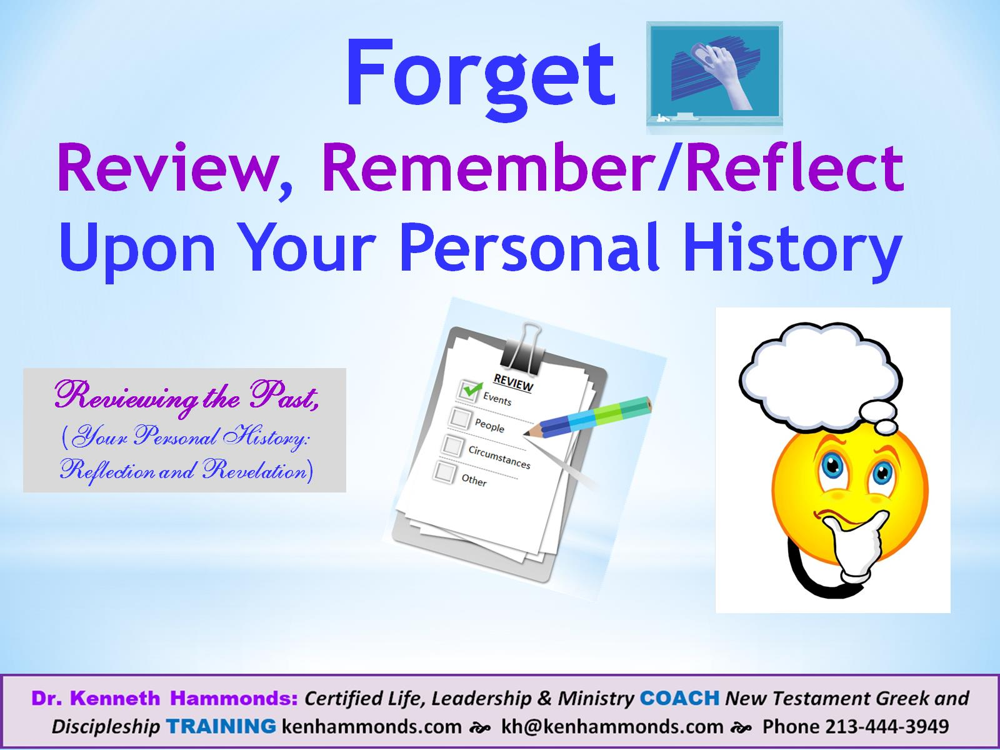 Forget
Review, Remember/Reflect
Upon Your Personal History
Reviewing the Past,
(Your Personal History:
Reflection and Revelation)
REVIEW
Events
People
Circumstances
Other
Dr. Kenneth Hammonds: Certified Life, Leadership & Ministry COACH New Testament Greek and
Discipleship TRAINING kenhammonds.com kh@kenhammonds.com Phone 213-444-3949